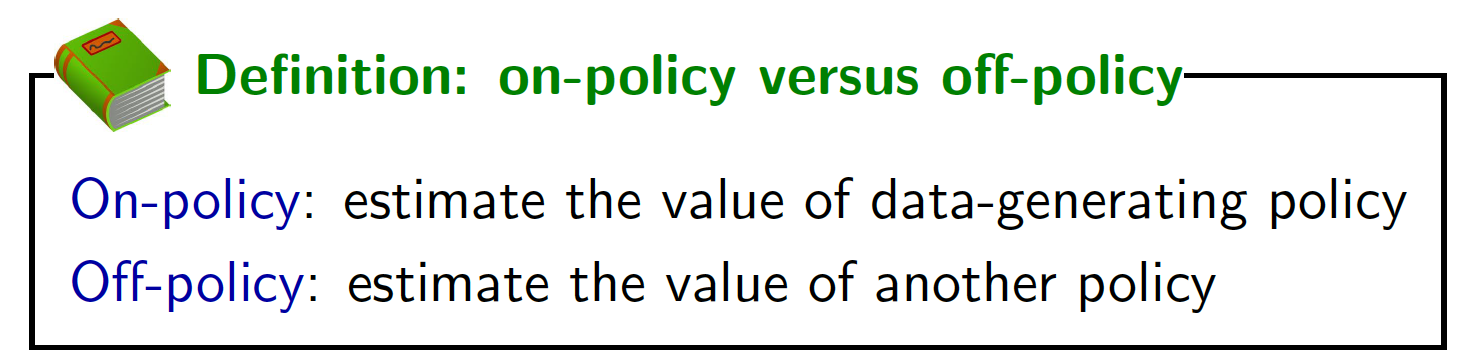 Definition: on-policy versus off-policy
On-policy: estimate the value of data-generating policy
Off-policy: estimate the value of another policy